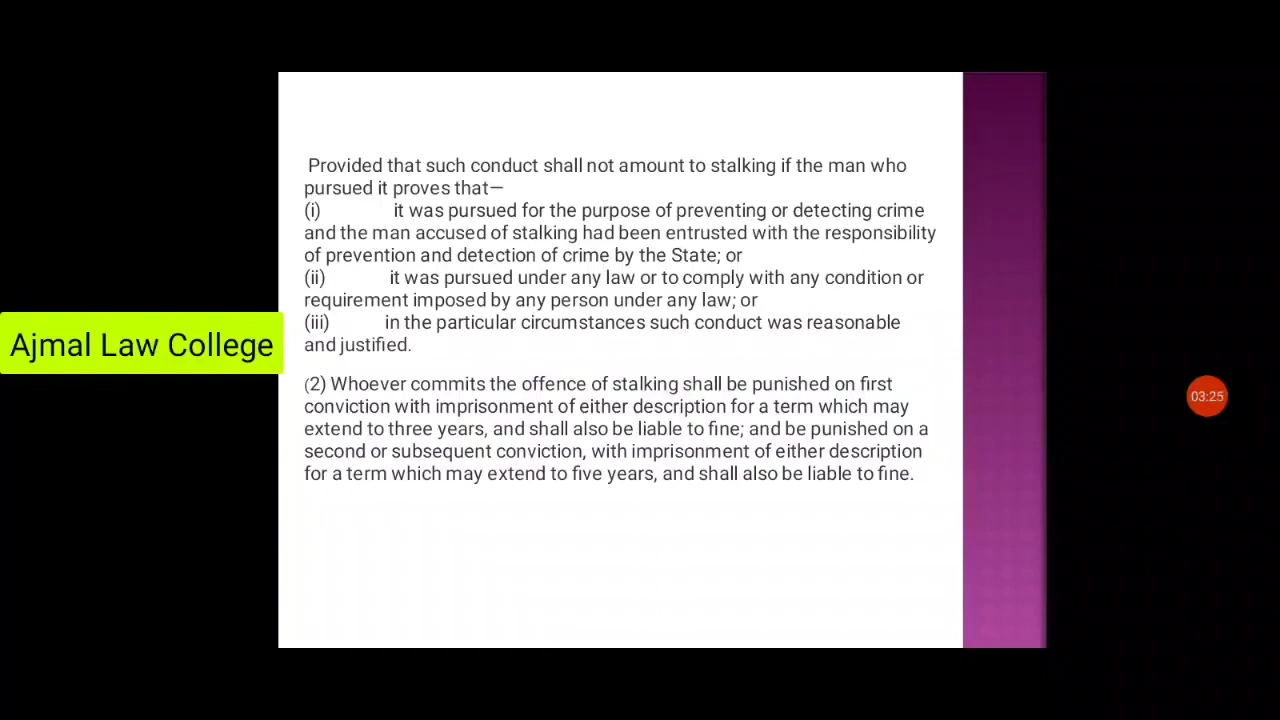 Provided that such conduct shall not amount to stalking if the man who
pursued it proves that—
(i) it was pursued for the purpose of preventing or detecting crime
and the man accused of stalking had been entrusted with the responsibility
of prevention and detection of crime by the State; or
(ii) it was pursued under any law or to comply with any condition or
requirement imposed by any person under any law; or
(iii) in the particular circumstances such conduct was reasonable
and justified.
(2) Whoever commits the offence of stalking shall be punished on first
conviction with imprisonment of either description for a term which may
extend to three years, and shall also be liable to fine; and be punished on a
second or subsequent conviction, with imprisonment of either description
for a term which may extend to five years, and shall also be liable to fine.
Ajmal Law College
03:25